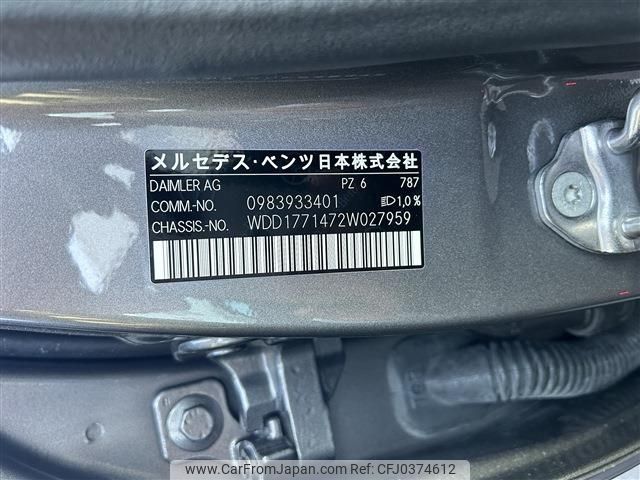 メルセデス・ベンツ日本株式会社
DAIMLER AG PZ 6 787
COMM.-NO. 0983933401 1,0%
CHASSIS.-NO. WDD1771472W027959
www.CarFromJapan.com CFJ0374612